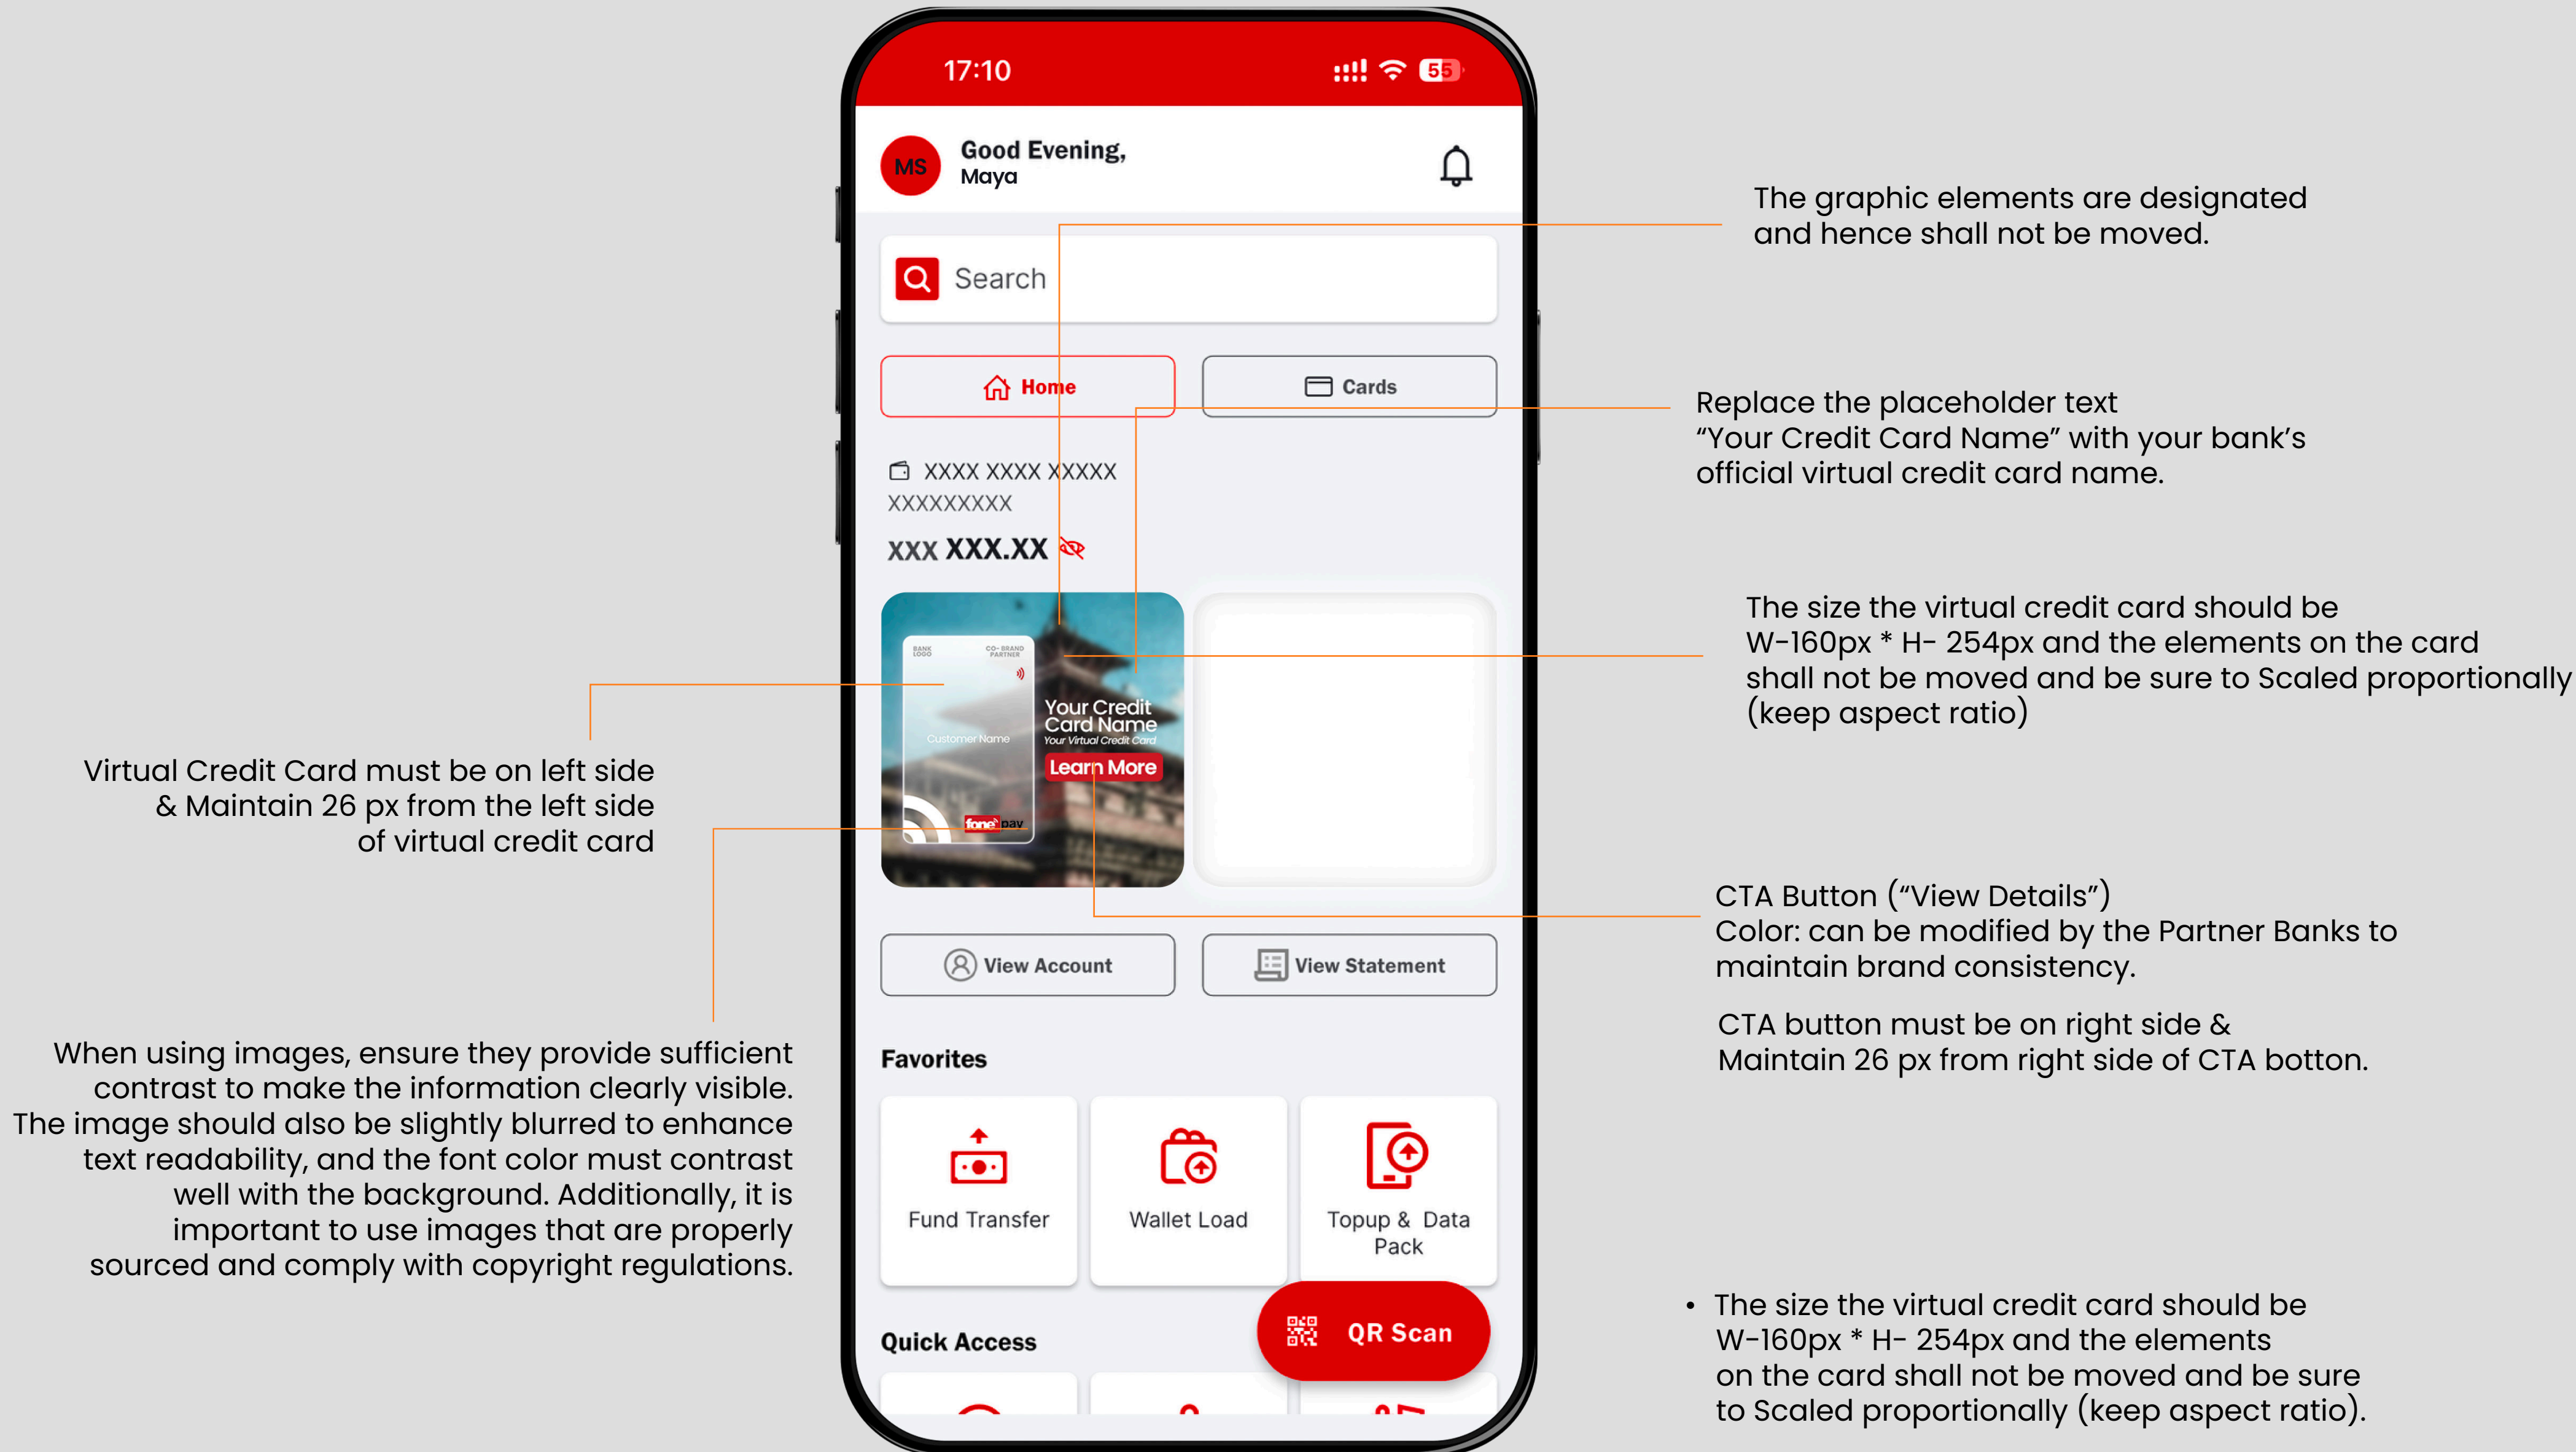 17:10
55
MS
Good Evening,
Maya
Search
Home
Cards
XXXX XXXX XXXXX
XXXXXXXXX
XXX XXX.XX
BANK
LOGO
CO- BRAND
PARTNER
Customer Name
fonepay
Your Credit
Card Name
Your Virtual Credit Card
Learn More
View Account
View Statement
Favorites
Fund Transfer
Wallet Load
Topup & Data
Pack
Quick Access
QR Scan
Virtual Credit Card must be on left side
& Maintain 26 px from the left side
of virtual credit card
When using images, ensure they provide sufficient
contrast to make the information clearly visible.
The image should also be slightly blurred to enhance
text readability, and the font color must contrast
well with the background. Additionally, it is
important to use images that are properly
sourced and comply with copyright regulations.
The graphic elements are designated
and hence shall not be moved.
Replace the placeholder text
“Your Credit Card Name” with your bank’s
official virtual credit card name.
The size the virtual credit card should be
W-160px * H- 254px and the elements on the card
shall not be moved and be sure to Scaled proportionally
(keep aspect ratio)
CTA Button (“View Details”)
Color: can be modified by the Partner Banks to
maintain brand consistency.
CTA button must be on right side &
Maintain 26 px from right side of CTA botton.
• The size the virtual credit card should be
W-160px * H- 254px and the elements
on the card shall not be moved and be sure
to Scaled proportionally (keep aspect ratio).